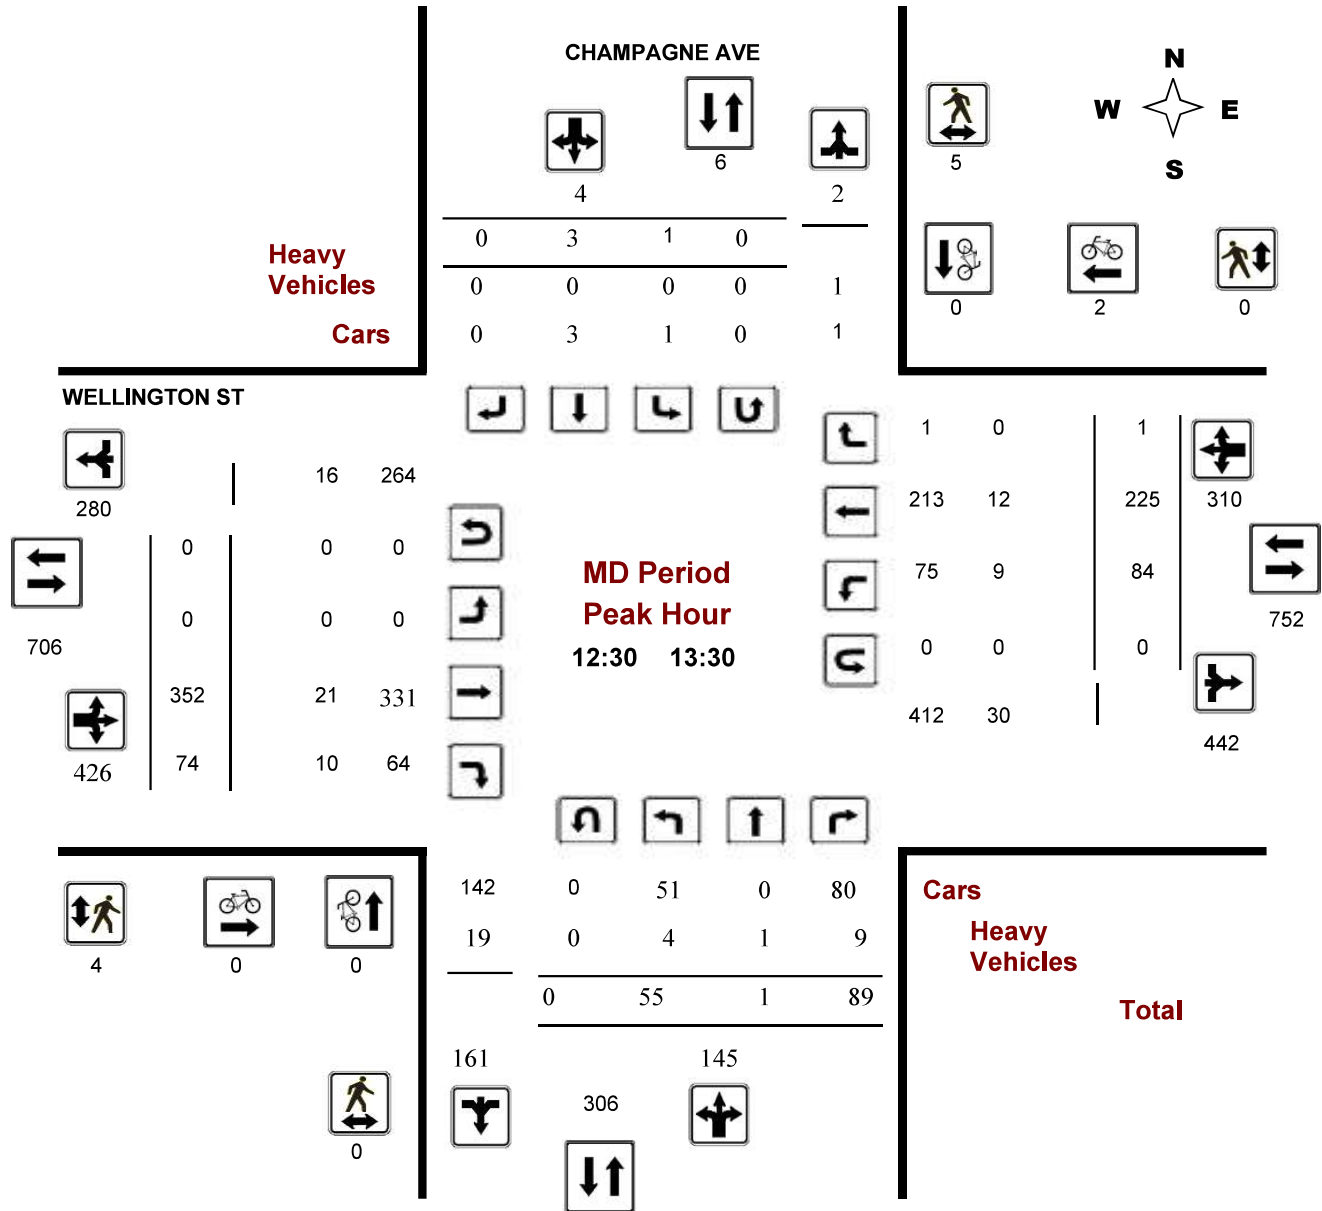 CHAMPAGNE AVE
N
W E
S
6
5
4 2
0 3 1 0
Heavy
Vehicles
0 0 0 0 1
Cars
0 3 1 0 1
0 2 0
WELLINGTON ST
1 0 1
16 264
280
213 12 225 310
0 0 0
MD Period
75 9 84
Peak Hour
0 0 0
752
706
12:30 13:30
0 0 0
352 21 331
412 30
442
426 74 10 64
142 0 51 0 80
Cars
19 0 4 1 9
Heavy
Vehicles
4 0 0
0 55 1 89
Total
161 145
306
0